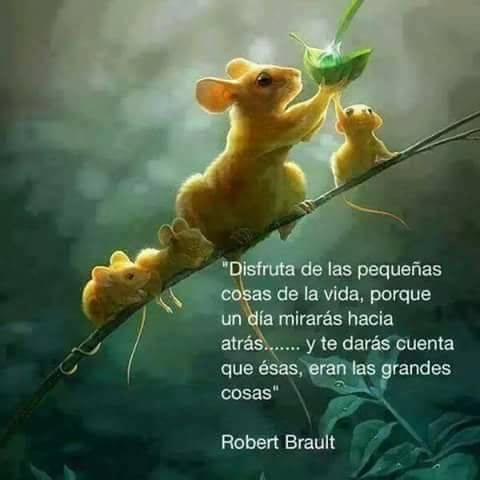 "Disfruta de las pequeñas
cosas de la vida, porque
un día mirarás hacia
atrás....... y te darás cuenta
que ésas, eran las grandes
cosas"
Robert Brault